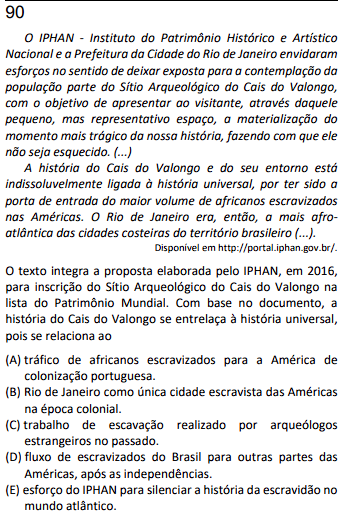 90
O IPHAN - Instituto do Patrimônio Histórico e Artístico
Nacional e a Prefeitura da Cidade do Rio de Janeiro envidaram
esforços no sentido de deixar exposta para a contemplação da
população parte do Sítio Arqueológico do Cais do Valongo,
com o objetivo de apresentar ao visitante, através daquele
pequeno, mas representativo espaço, a materialização do
momento mais trágico da nossa história, fazendo com que ele
não seja esquecido. (...)
A história do Cais do Valongo e do seu entorno está
indissoluvelmente ligada à história universal, por ter sido a
porta de entrada do maior volume de africanos escravizados
nas Américas. O Rio de Janeiro era, então, a mais afro-
atlântica das cidades costeiras do território brasileiro (...).
Disponível em http://portal.iphan.gov.br/.
O texto integra a proposta elaborada pelo IPHAN, em 2016,
para inscrição do Sítio Arqueológico do Cais do Valongo na
lista do Patrimônio Mundial. Com base no documento, a
história do Cais do Valongo se entrelaça à história universal,
pois se relaciona ao
(A) tráfico de africanos escravizados para a América de
colonização portuguesa.
(B) Rio de Janeiro como única cidade escravista das Américas
na época colonial.
(C) trabalho de escavação realizado por arqueólogos
estrangeiros no passado.
(D) fluxo de escravizados do Brasil para outras partes das
Américas, após as independências.
(E) esforço do IPHAN para silenciar a história da escravidão no
mundo atlântico.